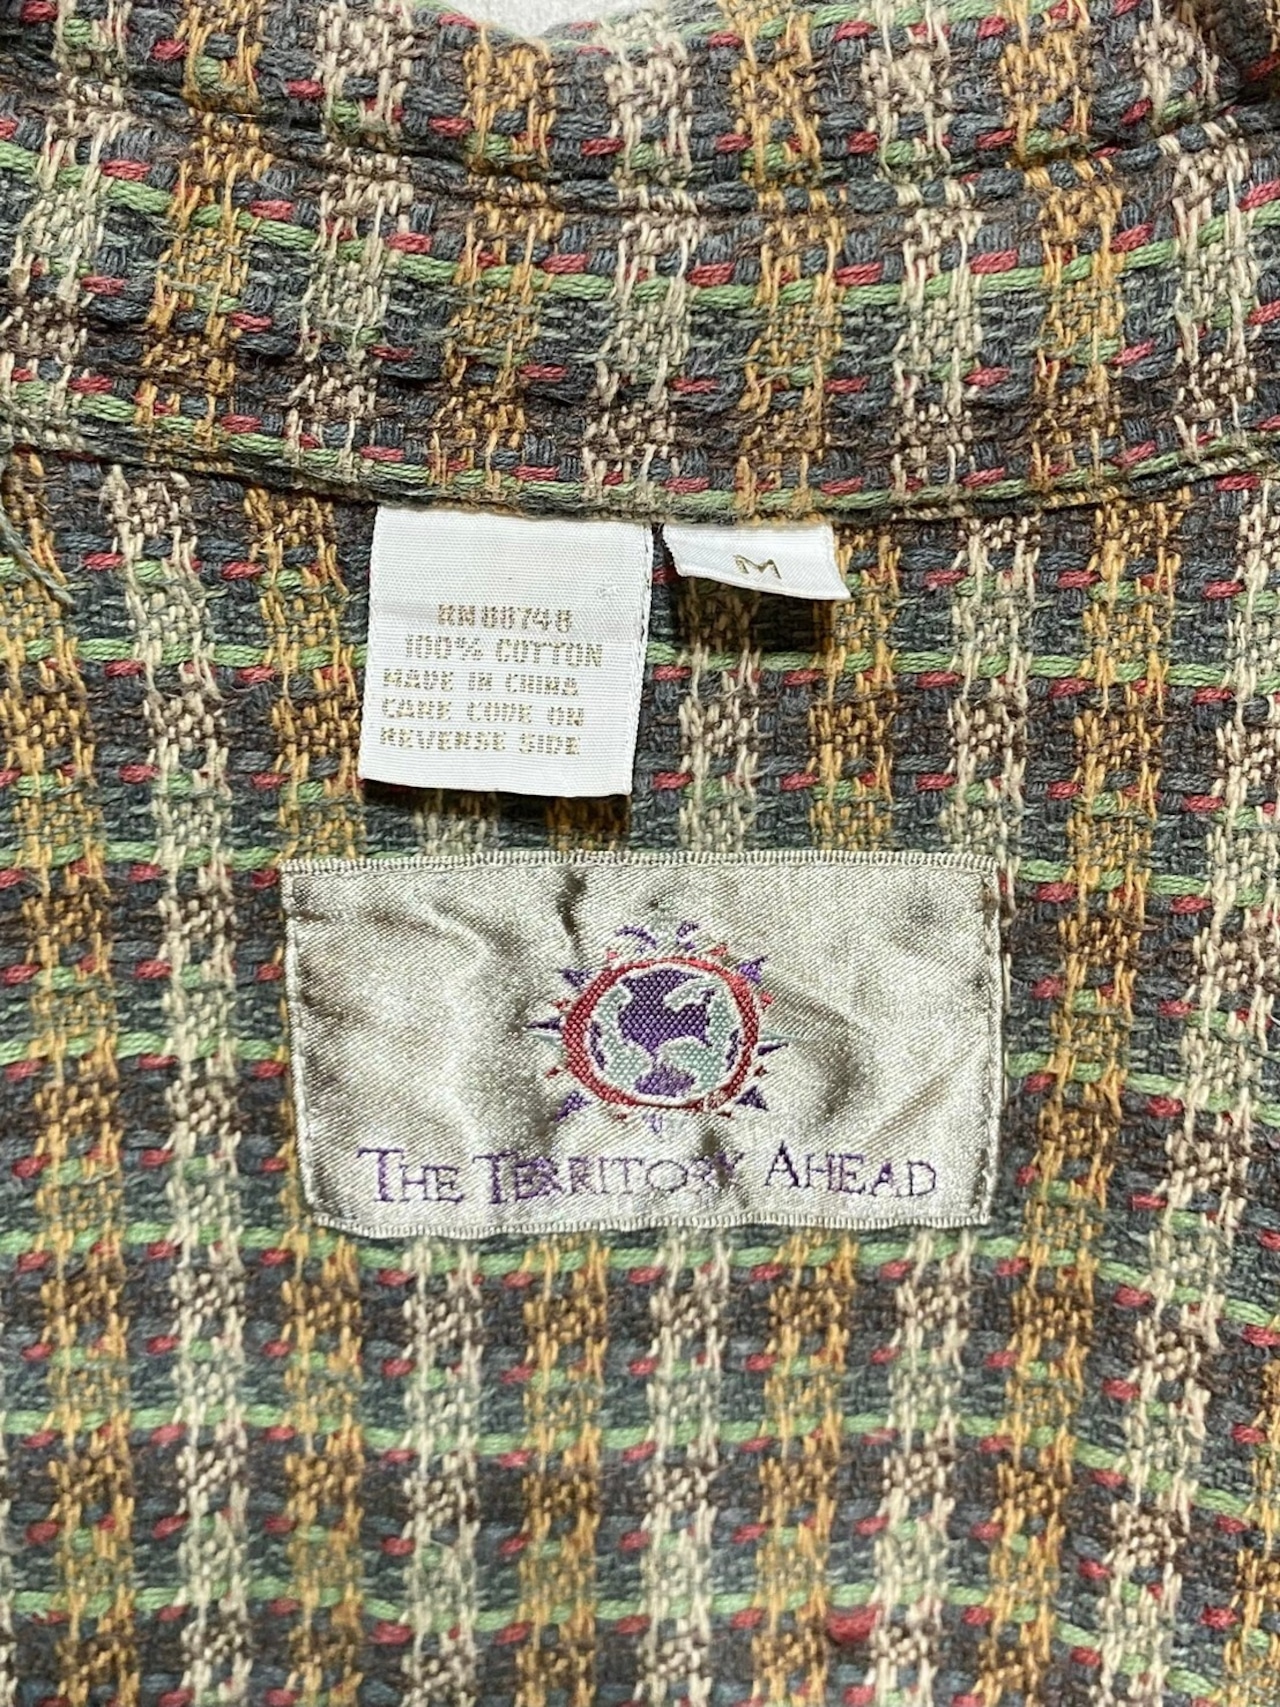 M
100% COTTON
MADE IN CHINA
CARE CODE ON
REVERSE SIDE
THE TERRITORY AHEAD